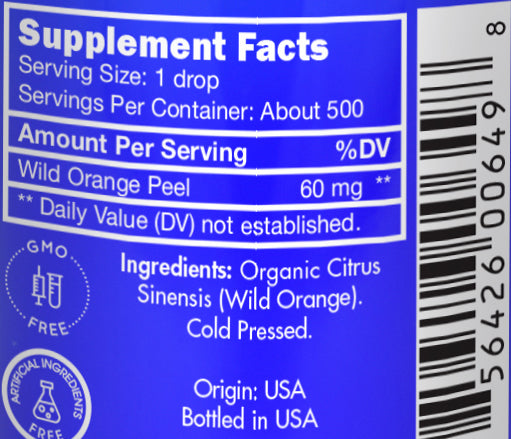 Supplement Facts
Serving Size: 1 drop
Servings Per Container: About 500
Amount Per Serving %DV
Wild Orange Peel 60 mg **
** Daily Value (DV) not established.
GMO
FREE
Ingredients: Organic Citrus
Sinensis (Wild Orange).
Cold Pressed.
ARTIFICIAL INGREDIENTS
FREE
Origin: USA
Bottled in USA
56426 00649 8